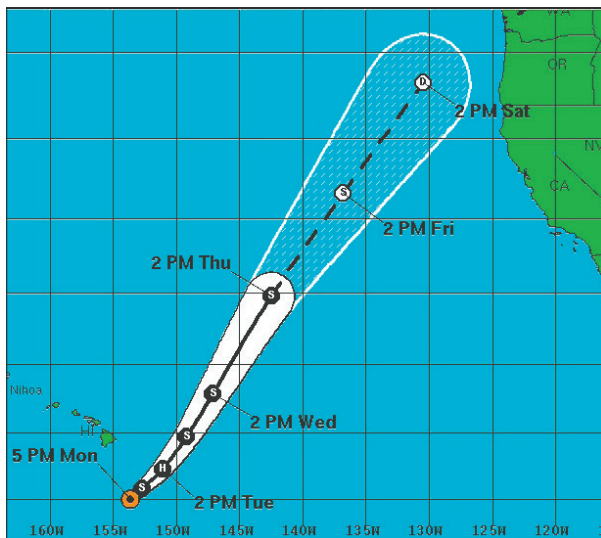 WA
OR
D
2 PM Sat
NV
CA
S
2 PM Fri
2 PM Thu
S
Nihoa
S
HI
2 PM Wed
S
5 PM Mon
H
2 PM Tue
S
160W 155W 150W 145W 140W 135W 130W 125W 120W